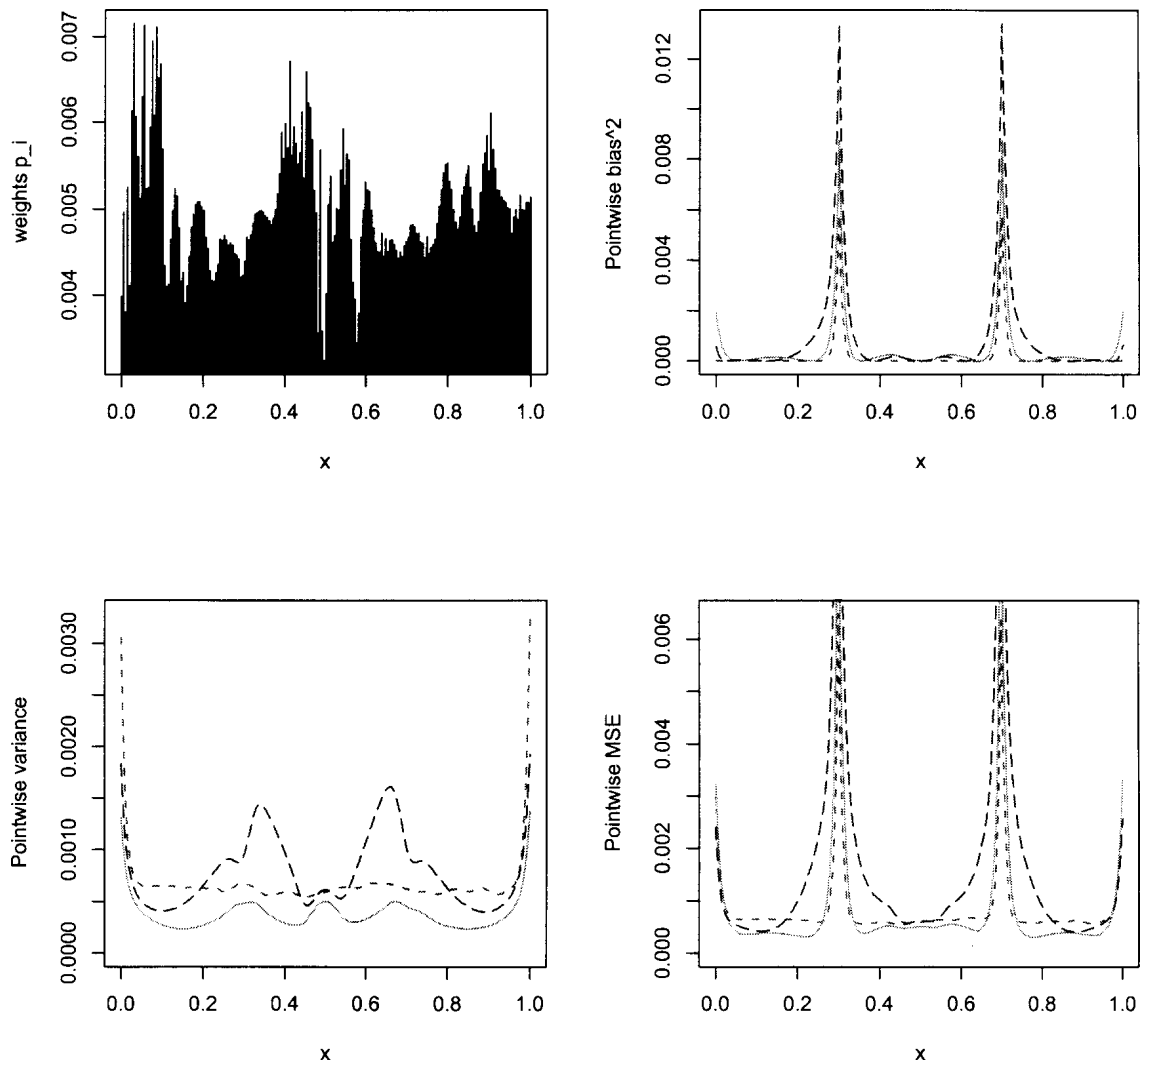 weights p_i
0.004 0.005 0.006 0.007
0.0 0.2 0.4 0.6 0.8 1.0
x
Pointwise bias^2
0.000 0.004 0.008 0.012
0.0 0.2 0.4 0.6 0.8 1.0
x
Pointwise variance
0.0000 0.0010 0.0020 0.0030
0.0 0.2 0.4 0.6 0.8 1.0
x
Pointwise MSE
0.000 0.002 0.004 0.006
0.0 0.2 0.4 0.6 0.8 1.0
x